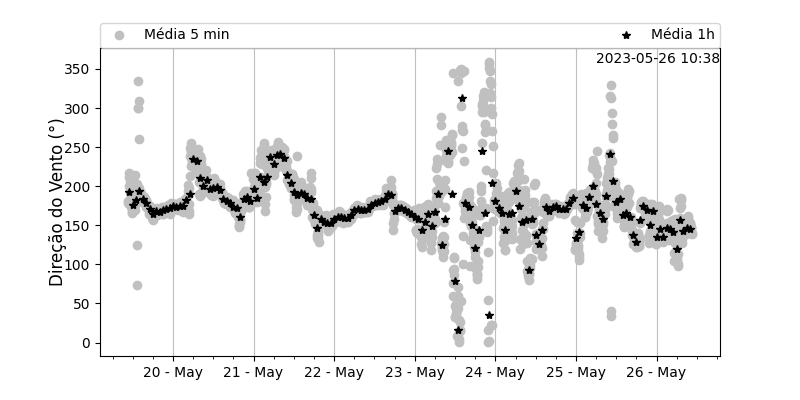 Média 5 min
Média 1h
2023-05-26 10:38
Direção do Vento (°)
350
300
250
200
150
100
50
0
20 - May
21 - May
22 - May
23 - May
24 - May
25 - May
26 - May